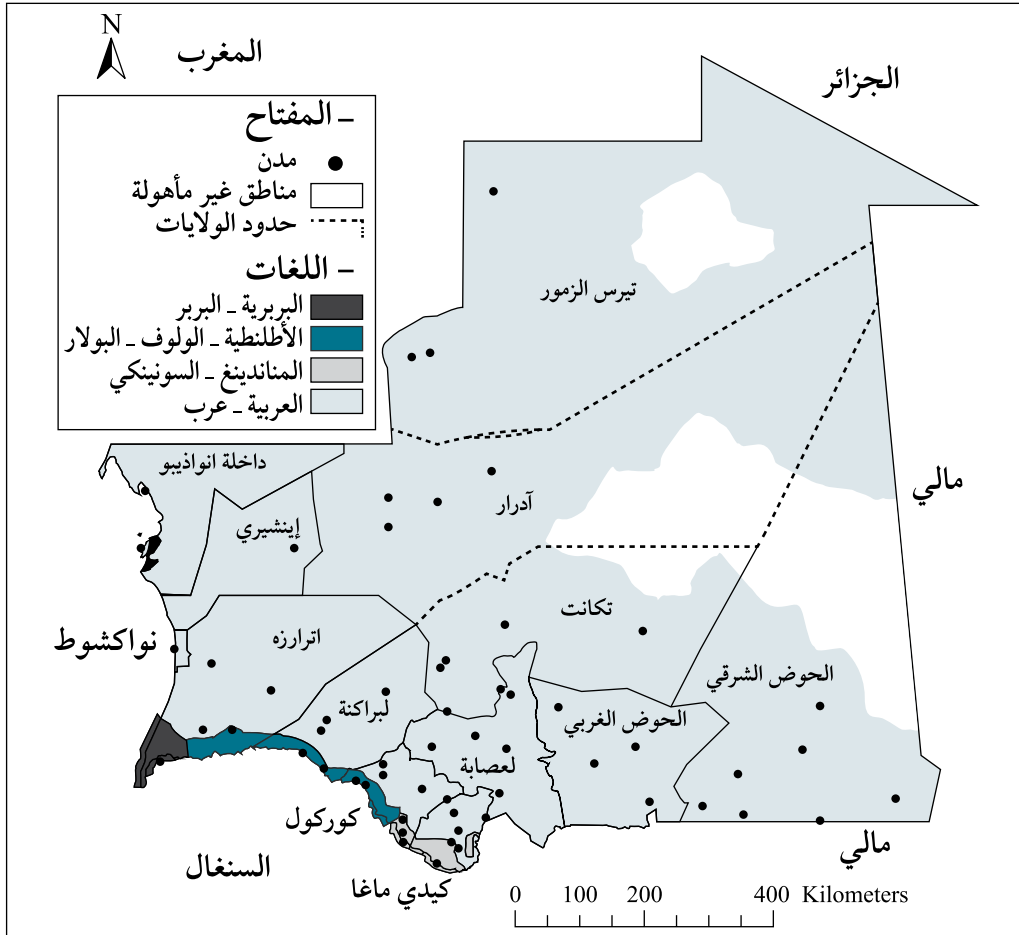 N
المغرب
الجزائر
المفتاح –
مدن
مناطق غير مأهولة
حدود الولايات
اللغات –
البربرية – البربر
الأطلنطية – الولوف – البولار
المناندينغ – السونينكي
العربية – عرب
تيرس الزمور
داخلة انواذيبو
مالي
آدرار
إينشيري
تكانت
نواكشوط
اترارزه
الحوض الشرقي
لبراكنة
الحوض الغربي
لعصابة
كوركول
مالي
السنغال
كيدي ماغا
0 100 200 400 Kilometers